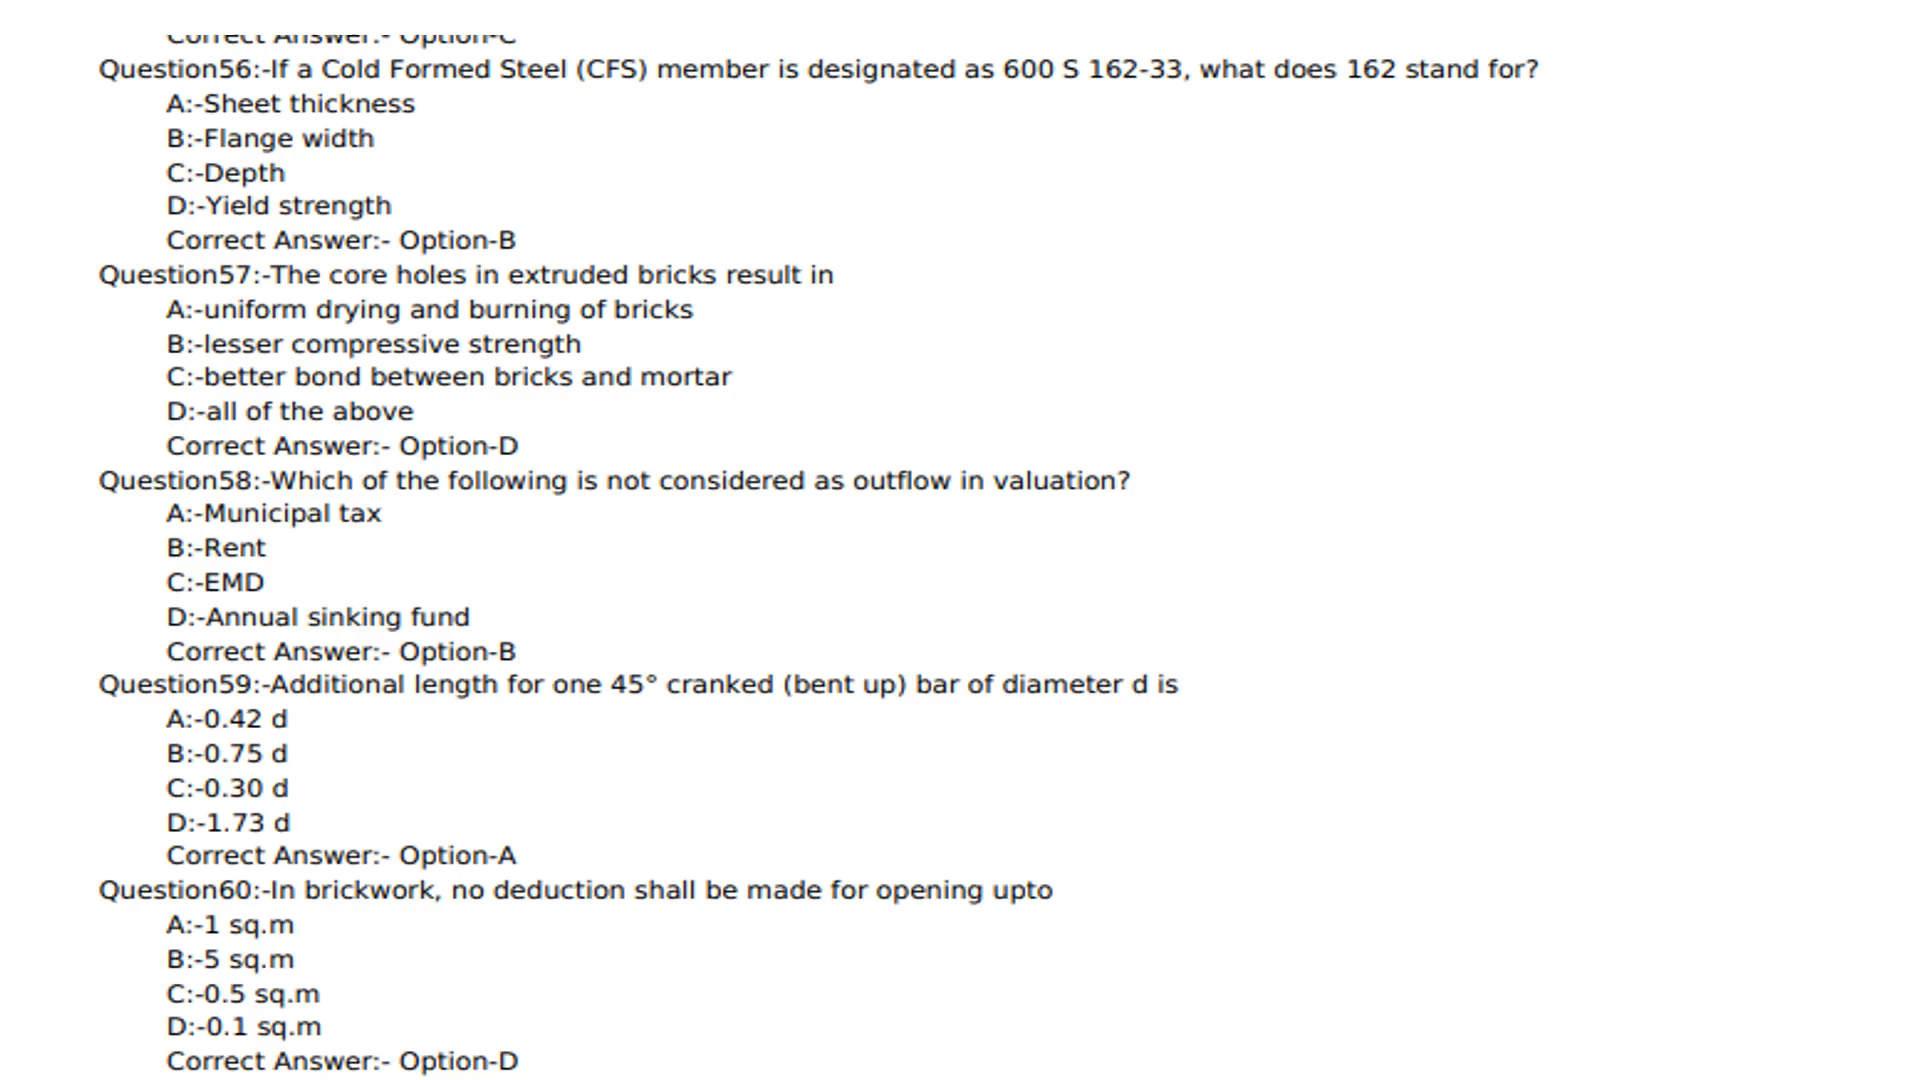 Correct Answer:- Option-C
Question56:-If a Cold Formed Steel (CFS) member is designated as 600 S 162-33, what does 162 stand for?
A:-Sheet thickness
B:-Flange width
C:-Depth
D:-Yield strength
Correct Answer:- Option-B
Question57:-The core holes in extruded bricks result in
A:-uniform drying and burning of bricks
B:-lesser compressive strength
C:-better bond between bricks and mortar
D:-all of the above
Correct Answer:- Option-D
Question58:-Which of the following is not considered as outflow in valuation?
A:-Municipal tax
B:-Rent
C:-EMD
D:-Annual sinking fund
Correct Answer:- Option-B
Question59:-Additional length for one 45° cranked (bent up) bar of diameter d is
A:-0.42 d
B:-0.75 d
C:-0.30 d
D:-1.73 d
Correct Answer:- Option-A
Question60:-In brickwork, no deduction shall be made for opening upto
A:-1 sq.m
B:-5 sq.m
C:-0.5 sq.m
D:-0.1 sq.m
Correct Answer:- Option-D